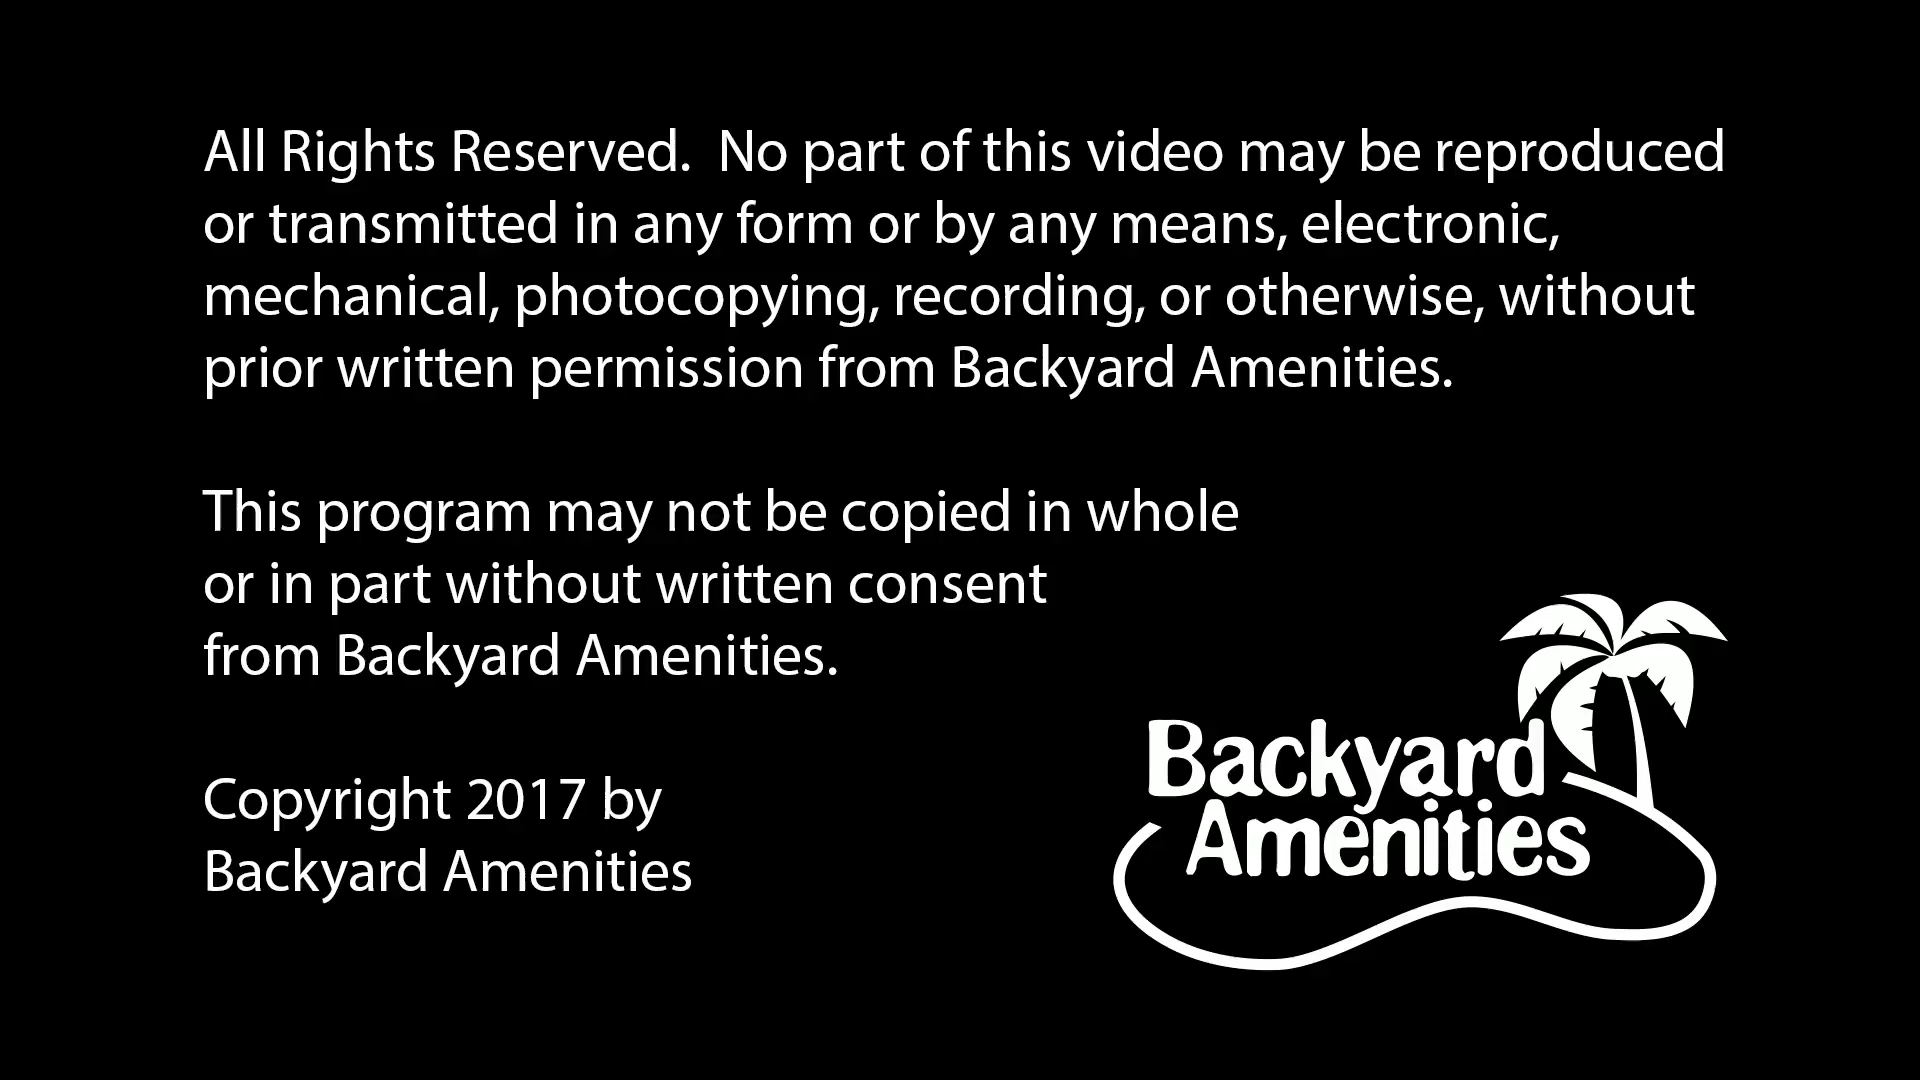 All Rights Reserved.  No part of this video may be reproduced
or transmitted in any form or by any means, electronic,
mechanical, photocopying, recording, or otherwise, without
prior written permission from Backyard Amenities.
This program may not be copied in whole
or in part without written consent
from Backyard Amenities.
Copyright 2017 by
Backyard Amenities
Backyard
Amenities